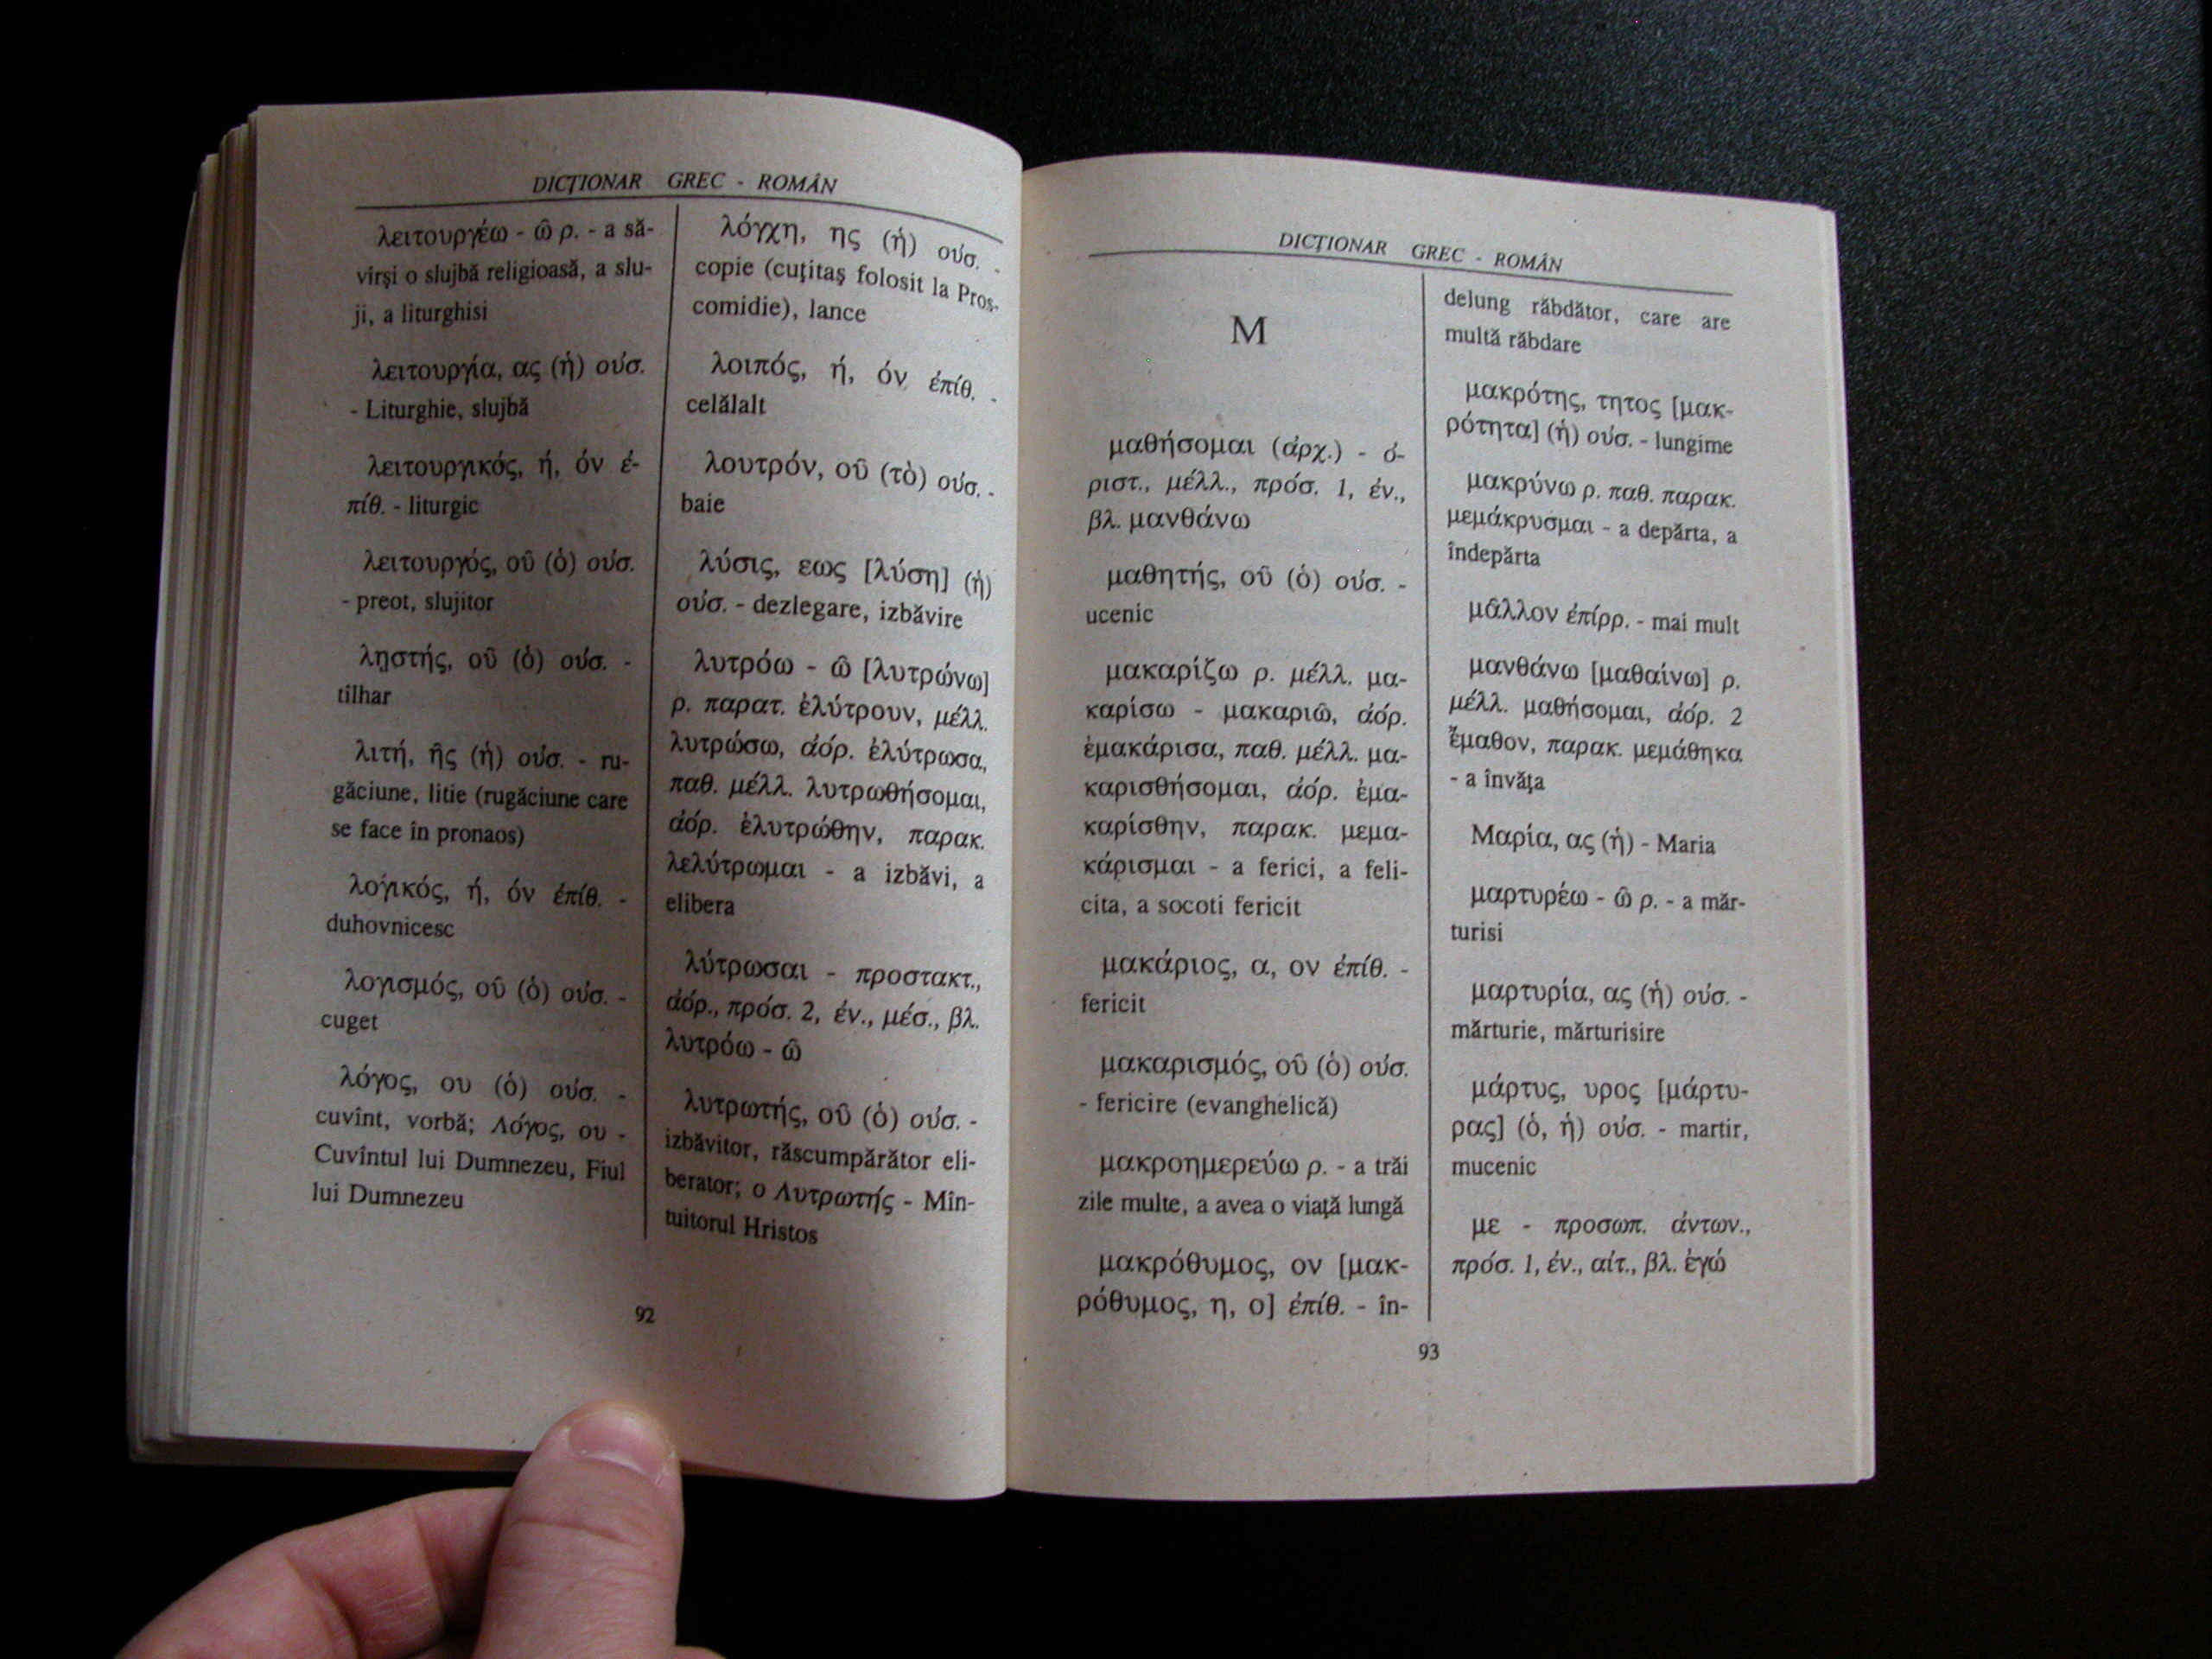 DICȚIONAR GREC - ROMÂN
λειτουργέω - ῶ ρ. - a să-
vîrşi o slujbă religioasă, a slu-
ji, a liturghisi
λειτουργία, ας (ἡ) οὐσ.
- Liturghie, slujbă
λειτουργικός, ή, όν ἐ-
πίθ. - liturgic
λειτουργός, οῦ (ὁ) οὐσ.
- preot, slujitor
λῃστής, οῦ (ὁ) οὐσ. -
tîlhar
λιτή, ῆς (ἡ) οὐσ. - ru-
găciune, litie (rugăciune care
se face în pronaos)
λογικός, ή, όν ἐπίθ. -
duhovnicesc
λογισμός, οῦ (ὁ) οὐσ. -
cuget
λόγος, ου (ὁ) οὐσ. -
cuvînt, vorbă; Λόγος, ου -
Cuvîntul lui Dumnezeu, Fiul
lui Dumnezeu
λόγχη, ης (ἡ) οὐσ. -
copie (cuţitaş folosit la Pros-
comidie), lance
λοιπός, ή, όν ἐπίθ. -
celălalt
λουτρόν, οῦ (τὸ) οὐσ. -
baie
λύσις, εως [λύση] (ἡ)
οὐσ. - dezlegare, izbăvire
λυτρόω - ῶ [λυτρώνω]
ρ. παρατ. ἐλύτρουν, μέλλ.
λυτρώσω, ἀόρ. ἐλύτρωσα,
παθ. μέλλ. λυτρωθήσομαι,
ἀόρ. ἐλυτρώθην, παρακ.
λελύτρωμαι - a izbăvi, a
elibera
λύτρωσαι - προστακτ.,
ἀόρ., πρόσ. 2, ἐν., μέσ., βλ.
λυτρόω - ῶ
λυτρωτής, οῦ (ὁ) οὐσ. -
izbăvitor, răscumpărător eli-
berator; ο Λυτρωτής - Mîn-
tuitorul Hristos
92
DICȚIONAR GREC - ROMÂN
M
μαθήσομαι (ἀρχ.) - ὁ-
ριστ., μέλλ., πρόσ. 1, ἐν.,
βλ. μανθάνω
μαθητής, οῦ (ὁ) οὐσ. -
ucenic
μακαρίζω ρ. μέλλ. μα-
καρίσω - μακαριῶ, ἀόρ.
ἐμακάρισα, παθ. μέλλ. μα-
καρισθήσομαι, ἀόρ. ἐμα-
καρίσθην, παρακ. μεμα-
κάρισμαι - a ferici, a feli-
cita, a socoti fericit
μακάριος, α, ον ἐπίθ. -
fericit
μακαρισμός, οῦ (ὁ) οὐσ.
- fericire (evanghelică)
μακροημερεύω ρ. - a trăi
zile multe, a avea o viaţă lungă
μακρόθυμος, ον [μακ-
ρόθυμος, η, ο] ἐπίθ. - în-
delung răbdător, care are
multă răbdare
μακρότης, τητος [μακ-
ρότητα] (ἡ) οὐσ. - lungime
μακρύνω ρ. παθ. παρακ.
μεμάκρυσμαι - a depărta, a
îndepărta
μᾶλλον ἐπίρρ. - mai mult
μανθάνω [μαθαίνω] ρ.
μέλλ. μαθήσομαι, ἀόρ. 2
ἔμαθον, παρακ. μεμάθηκα
- a învăţa
Μαρία, ας (ἡ) - Maria
μαρτυρέω - ῶ ρ. - a măr-
turisi
μαρτυρία, ας (ἡ) οὐσ. -
mărturie, mărturisire
μάρτυς, υρος [μάρτυ-
ρας] (ὁ, ἡ) οὐσ. - martir,
mucenic
με - προσωπ. ἀντων.,
πρόσ. 1, ἐν., αἰτ., βλ. ἐγώ
93